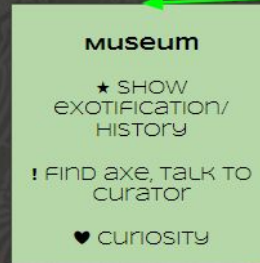 Museum
★ SHOW
EXOTIFICATION/
HISTORY
! FIND AXE, TALK TO
CURATOR
♥ CURIOSITY